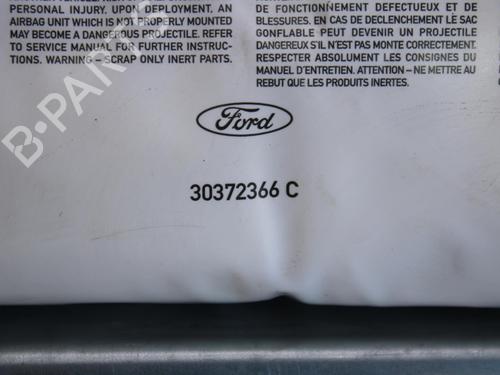 PERSONAL INJURY. UPON DEPLOYMENT, AN
AIRBAG UNIT WHICH IS NOT PROPERLY MOUNTED
MAY BECOME A DANGEROUS PROJECTILE. REFER
TO SERVICE MANUAL FOR FURTHER INSTRUC-
TIONS. WARNING – SCRAP ONLY INERT PARTS.
DE FONCTIONNEMENT DEFECTUEUX ET DE
BLESSURES. EN CAS DE DECLENCHEMENT LE SAC
GONFLABLE PEUT DEVENIR UN PROJECTILE
DANGEREUX S'IL N'EST PAS MONTE CORRECTEMENT.
RESPECTER ABSOLUMENT LES CONSIGNES DU
MANUEL D'ENTRETIEN. ATTENTION – NE METTRE AU
REBUT QUE LES PRODUITS INERTES.
Ford
30372366 C
B-PARTS